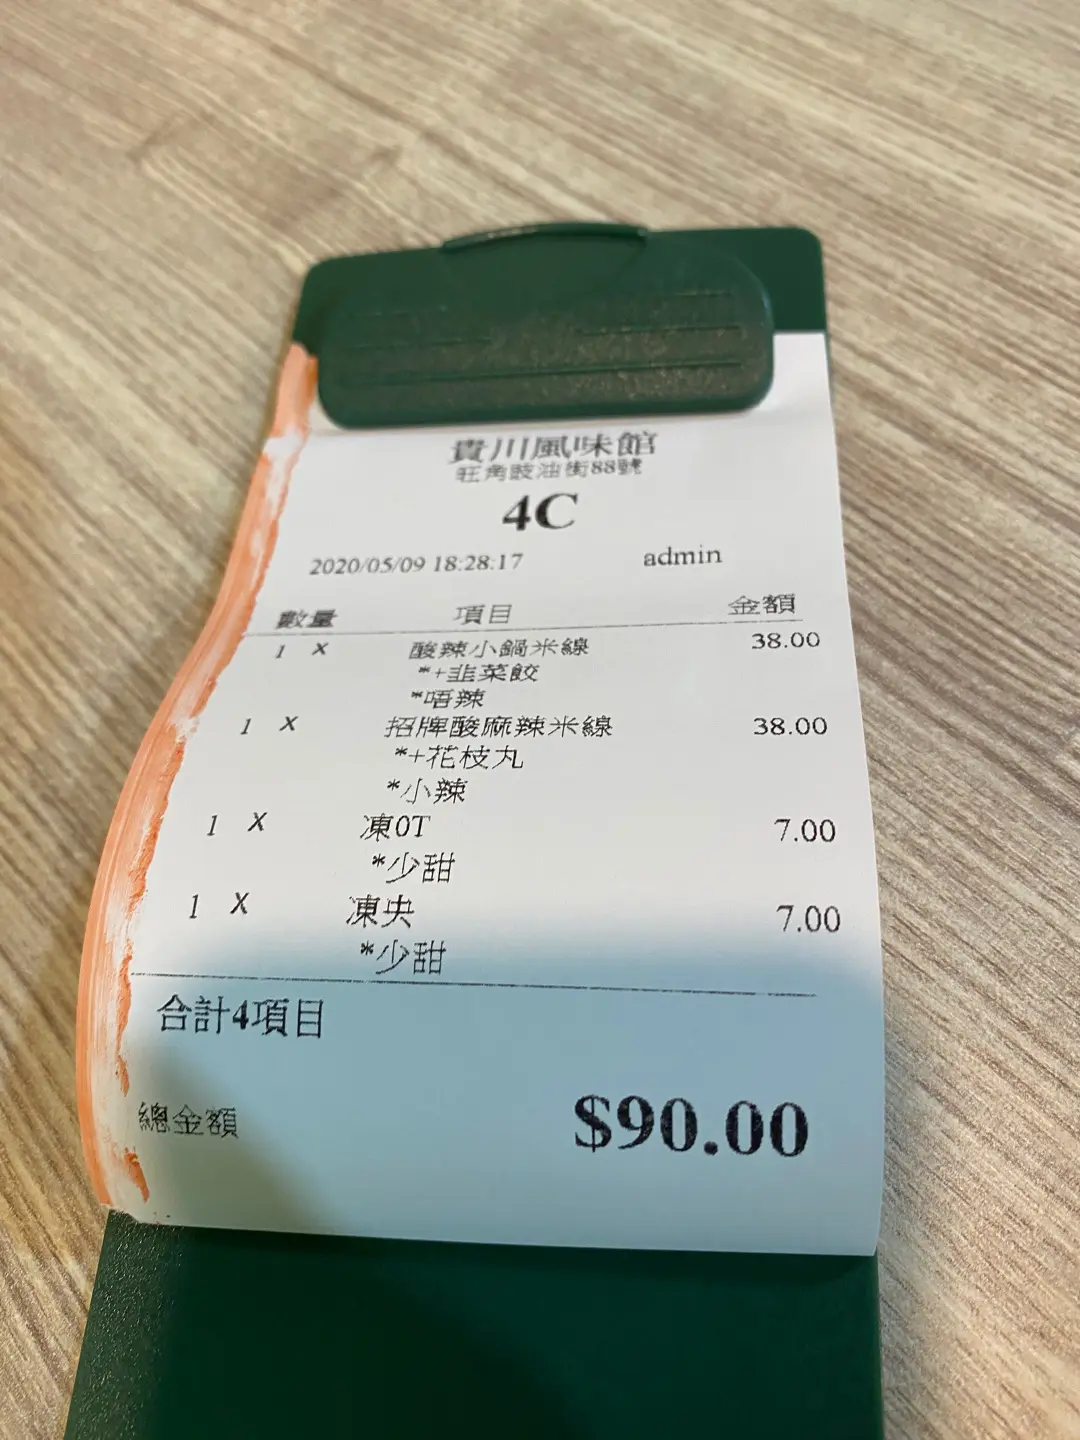 貴川風味館
旺角豉油街88號
4C
2020/05/09 18:28:17 admin
數量 項目 金額
1 X 酸辣小鍋米線 38.00
*+韭菜餃
*唔辣
1 X 招牌酸麻辣米線 38.00
*+花枝丸
*小辣
1 X 凍OT 7.00
*少甜
1 X 凍央 7.00
*少甜
合計4項目
總金額 $90.00